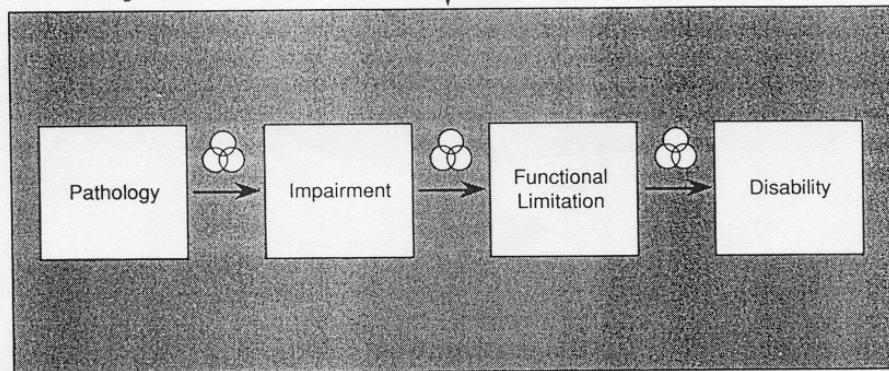 Pathology
Impairment
Functional
Limitation
Disability